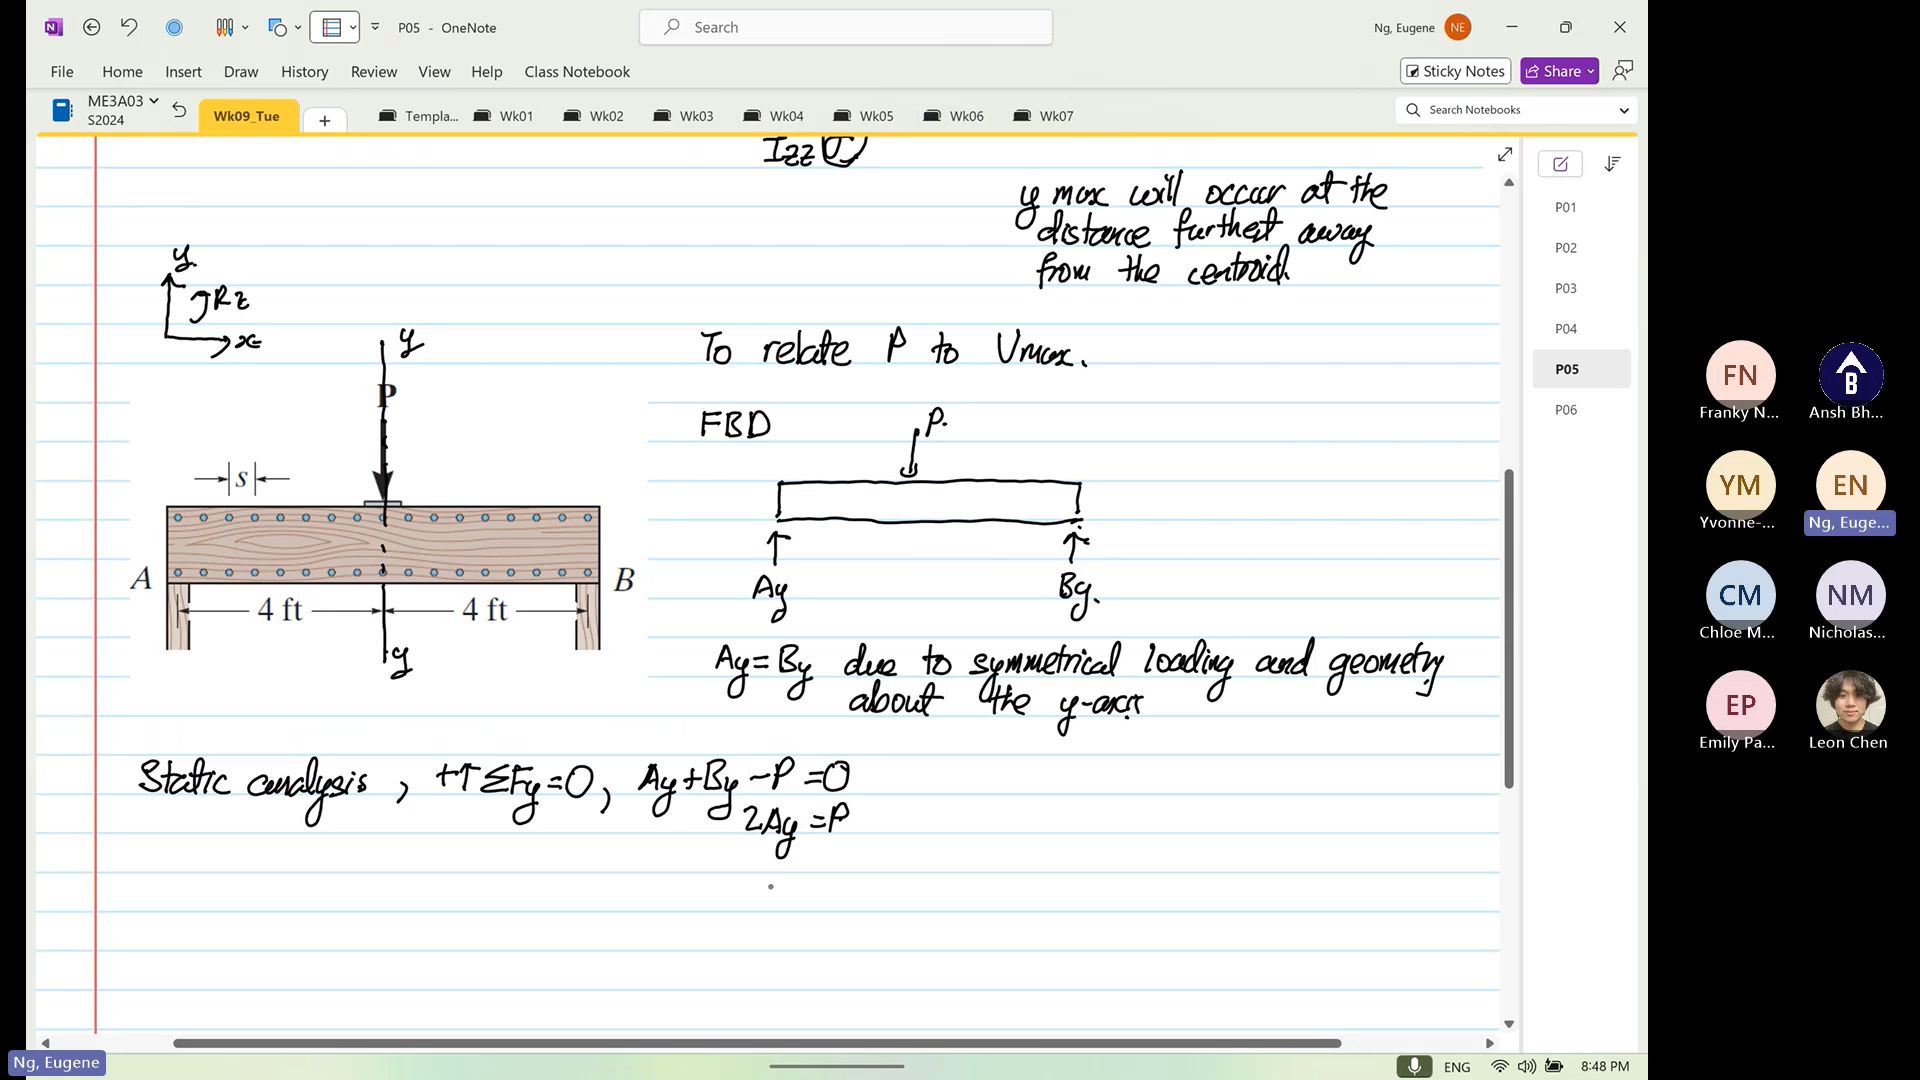 P05 - OneNote
Search
Ng, Eugene
NE
File
Home
Insert
Draw
History
Review
View
Help
Class Notebook
Sticky Notes
Share
ME3A03
S2024
Wk09_Tue
Templa...
Wk01
Wk02
Wk03
Wk04
Wk05
Wk06
Wk07
Search Notebooks
P01
P02
P03
P04
P05
P06
Izz
y max will occur at the
distance furthest away
from the centroid
y
Rz
x
y
P
s
A
B
4 ft
4 ft
y
To relate P to Vmax.
FBD
P.
Ay
By.
Ay = By due to symmetrical loading and geometry
about the y-axis
Static analysis, +↑ΣFy=0, Ay+By-P=0
2Ay=P
FN
Franky N...
Ansh Bh...
YM
Yvonne-...
EN
Ng, Euge...
CM
Chloe M...
NM
Nicholas...
EP
Emily Pa...
Leon Chen
Ng, Eugene
ENG
8:48 PM